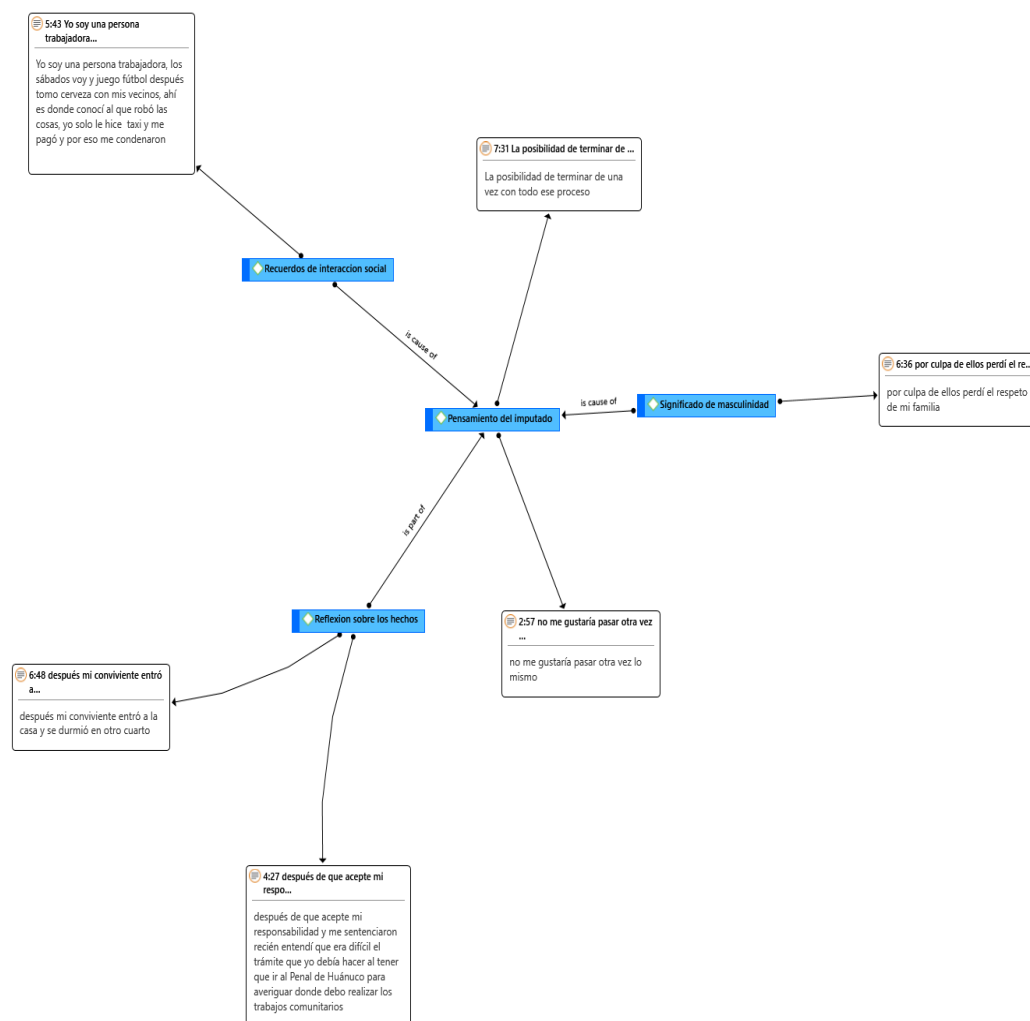 5:43 Yo soy una persona
trabajadora...
Yo soy una persona trabajadora, los
sábados voy y juego fútbol después
tomo cerveza con mis vecinos, ahí
es donde conocí al que robó las
cosas, yo solo le hice taxi y me
pagó y por eso me condenaron
7:31 La posibilidad de terminar de ...
La posibilidad de terminar de una
vez con todo ese proceso
Recuerdos de interaccion social
is cause of
6:36 por culpa de ellos perdí el re...
por culpa de ellos perdí el respeto
de mi familia
Significado de masculinidad
is cause of
Pensamiento del imputado
is part of
Reflexion sobre los hechos
2:57 no me gustaría pasar otra vez
...
no me gustaría pasar otra vez lo
mismo
6:48 después mi conviviente entró
a...
después mi conviviente entró a la
casa y se durmió en otro cuarto
4:27 después de que acepte mi
respo...
después de que acepte mi
responsabilidad y me sentenciaron
recién entendí que era difícil el
trámite que yo debía hacer al tener
que ir al Penal de Huánuco para
averiguar donde debo realizar los
trabajos comunitarios